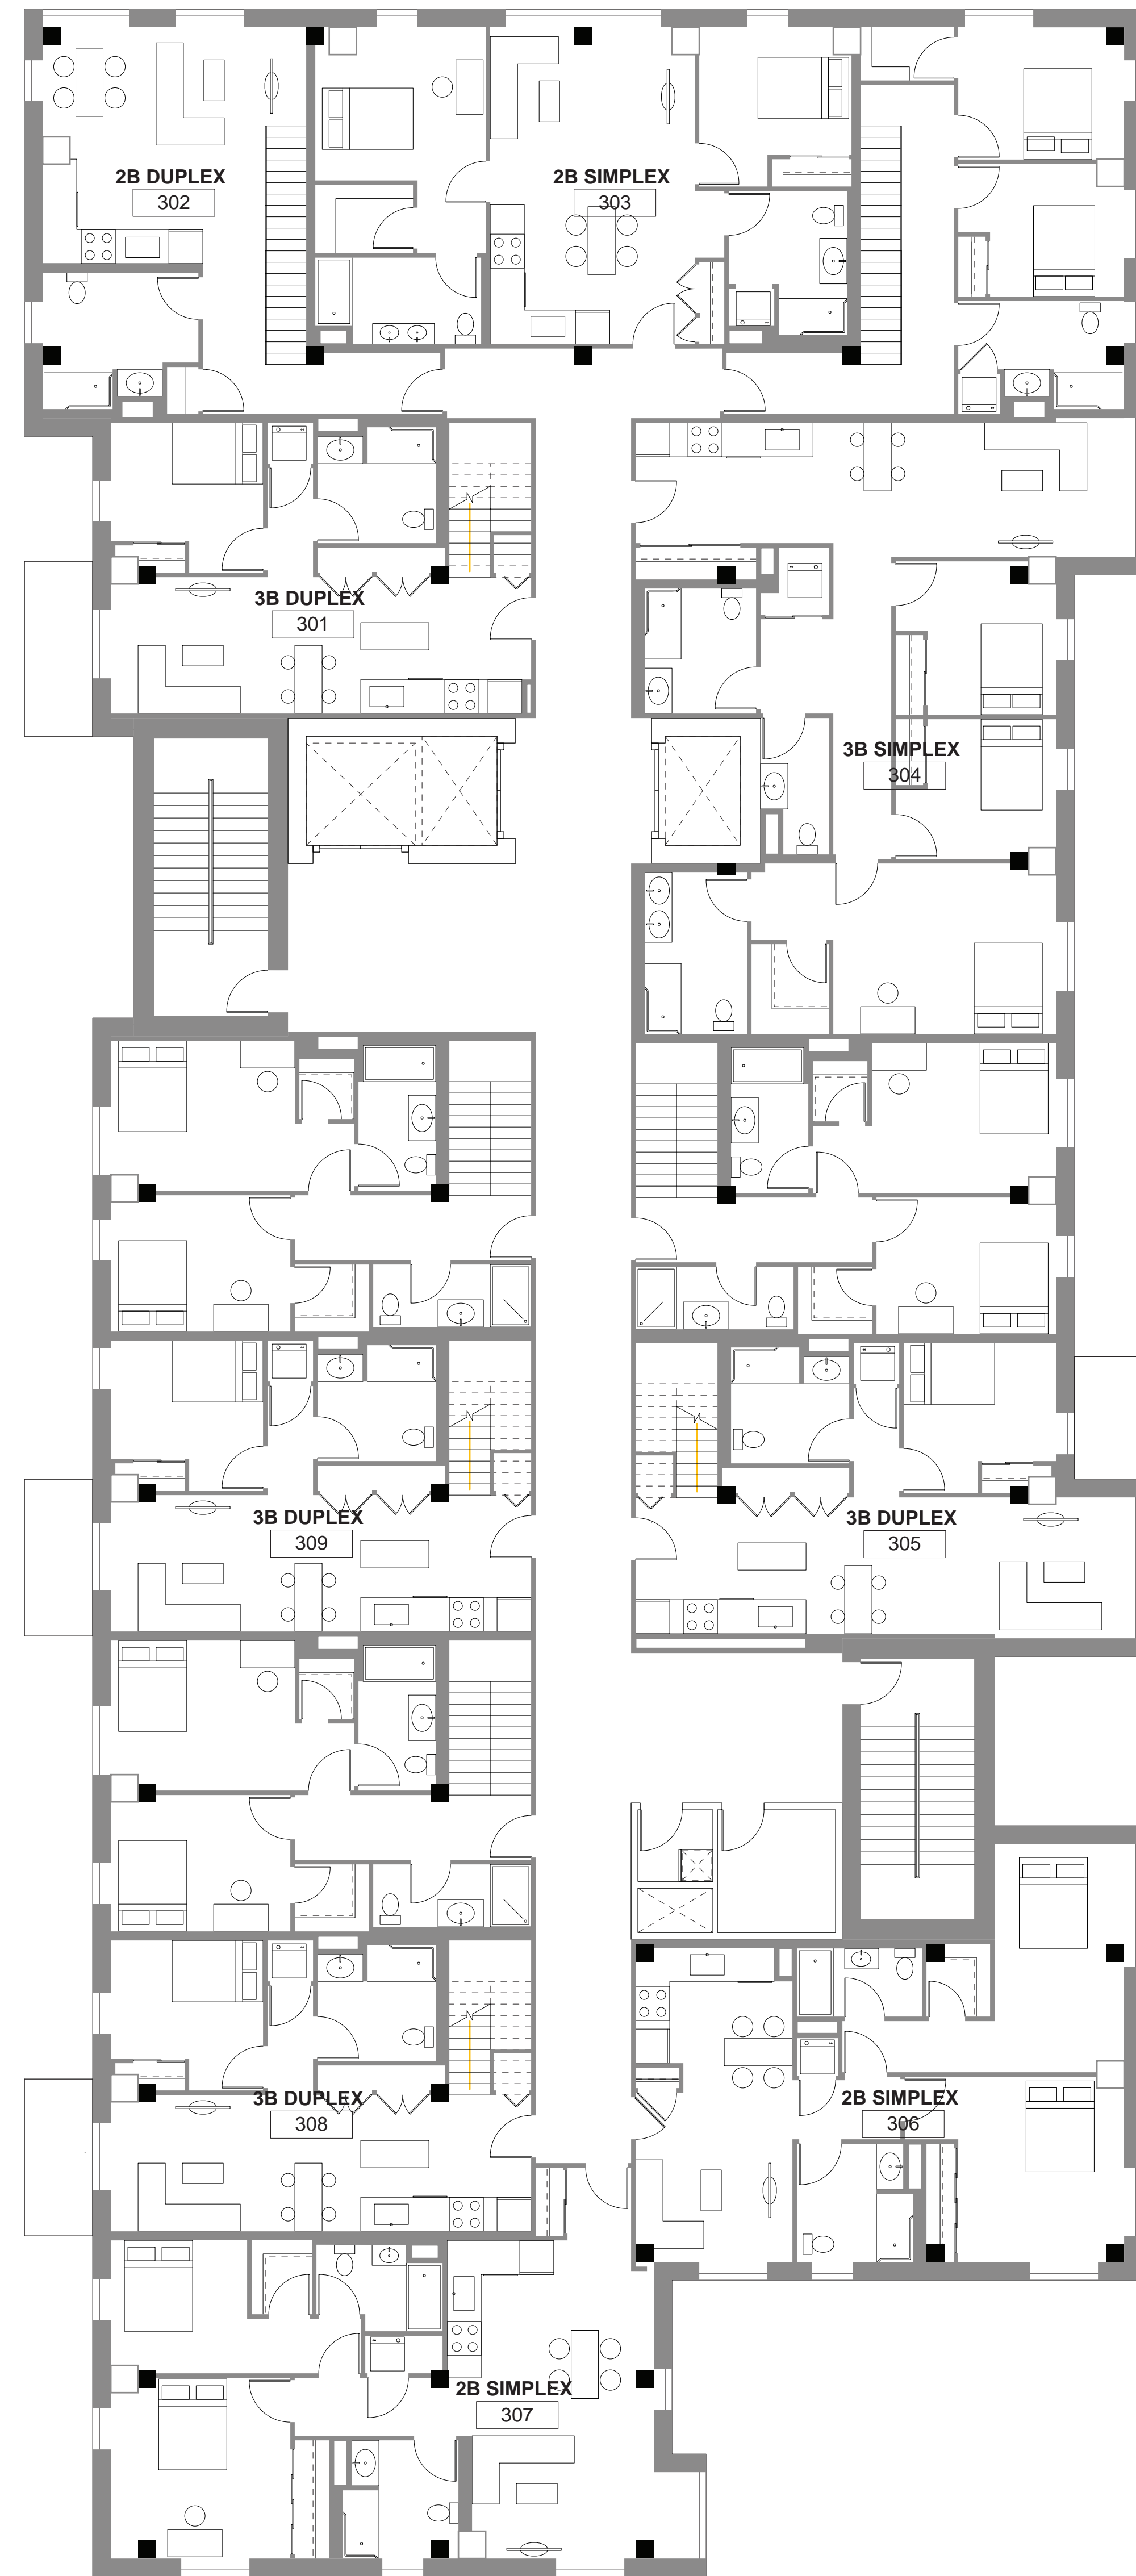 2B DUPLEX
302
2B SIMPLEX
303
3B DUPLEX
301
3B SIMPLEX
304
3B DUPLEX
309
3B DUPLEX
305
3B DUPLEX
308
2B SIMPLEX
306
2B SIMPLEX
307